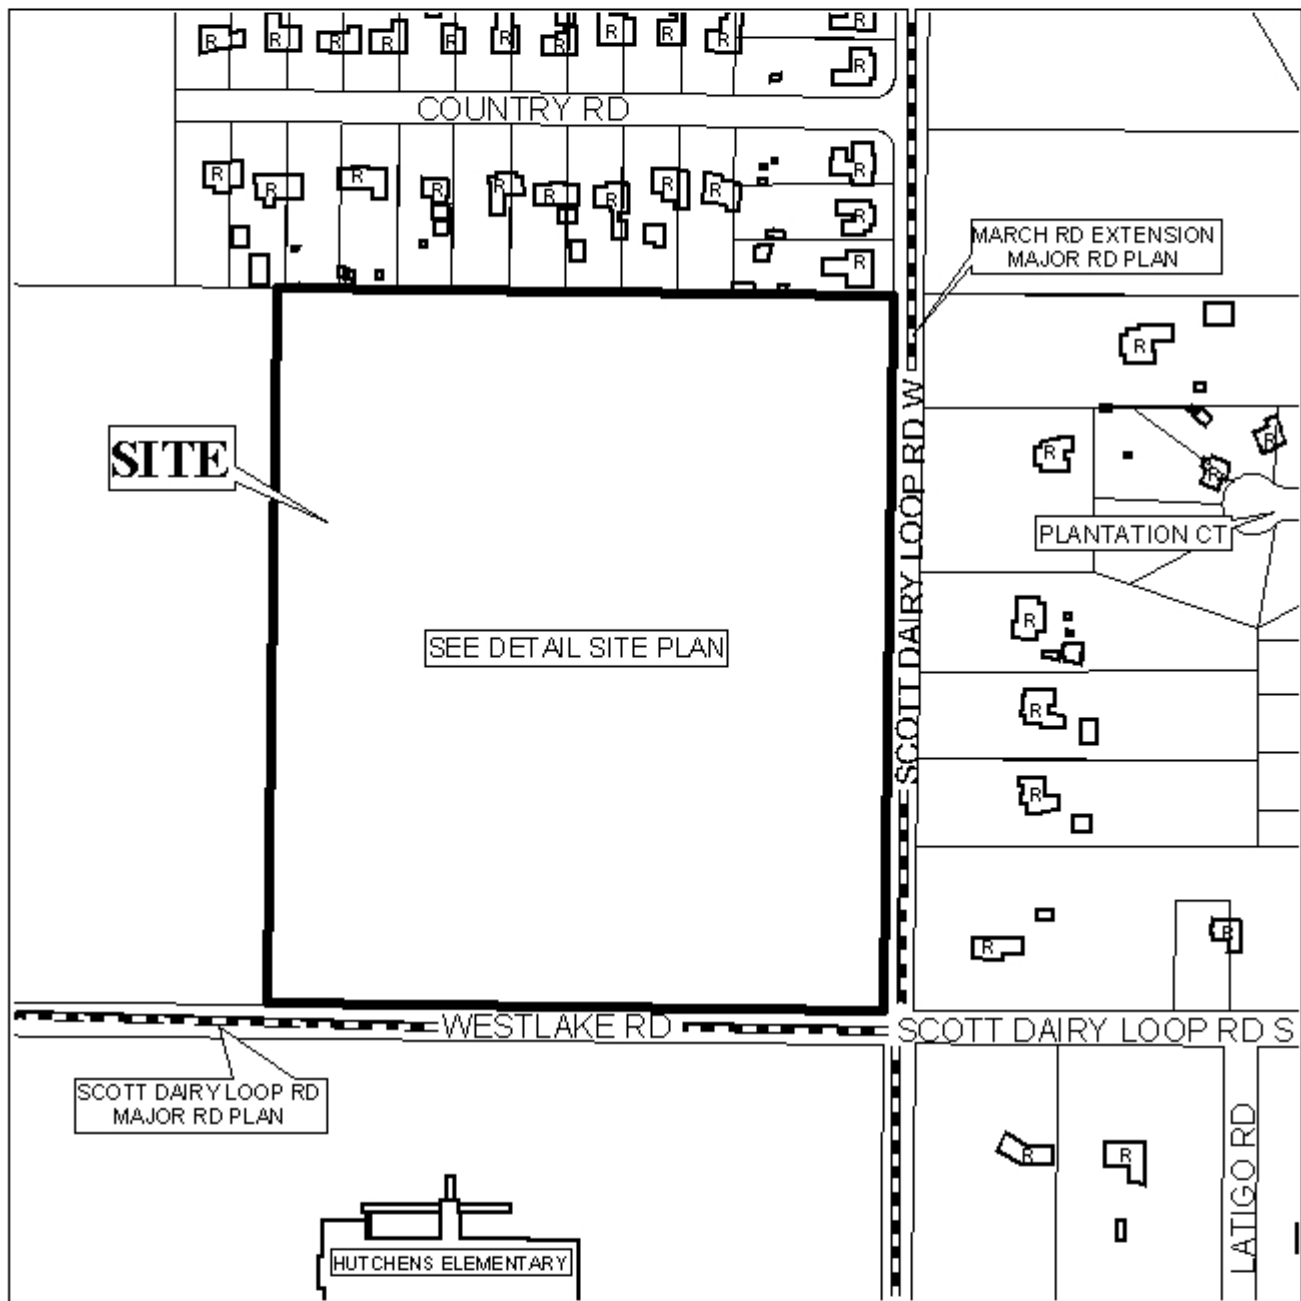 R R R R R R R R R R R
R
COUNTRY RD
R R R R R R R R R R
R
R
MARCH RD EXTENSION
MAJOR RD PLAN
R
SITE
R
R
R
PLANTATION CT
SCOTT DAIRY LOOP RD W
R
SEE DETAIL SITE PLAN
R
R
R
R
WESTLAKE RD
SCOTT DAIRY LOOP RD S
SCOTT DAIRY LOOP RD
MAJOR RD PLAN
R
R
LATIGO RD
HUTCHENS ELEMENTARY